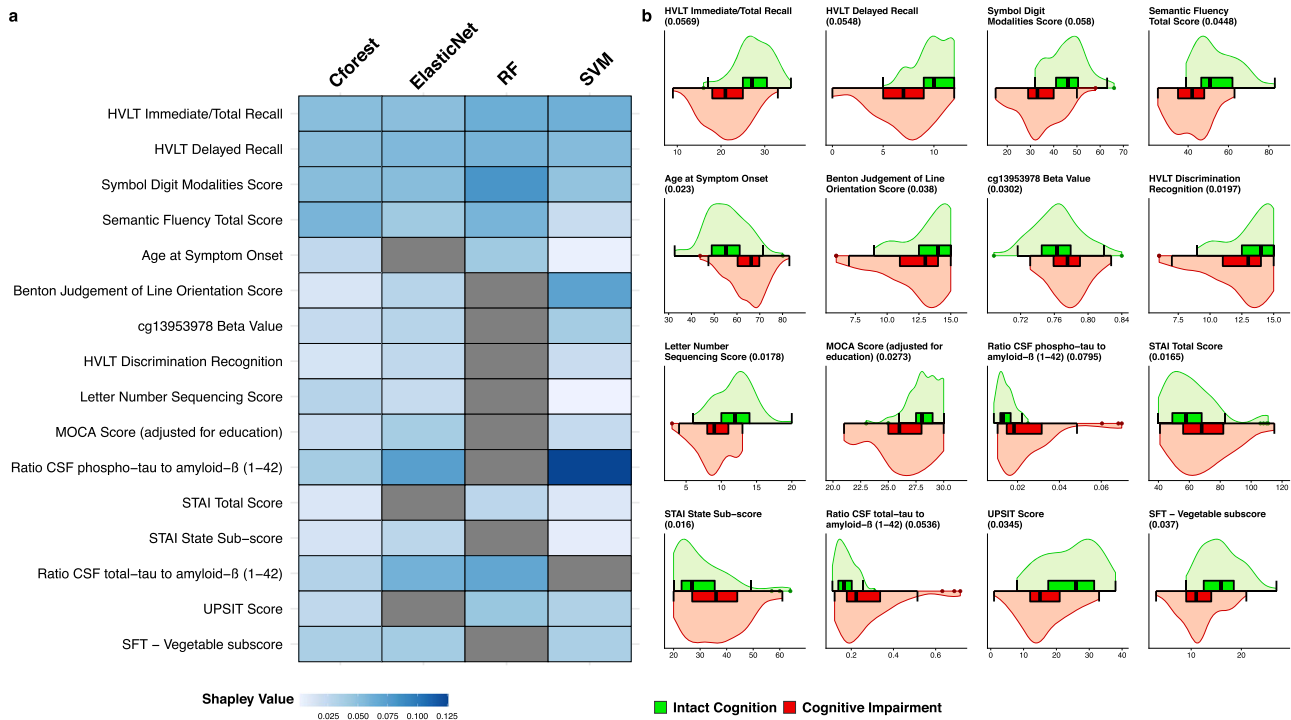 a
Cforest
ElasticNet
RF
SVM
HVLT Immediate/Total Recall
HVLT Delayed Recall
Symbol Digit Modalities Score
Semantic Fluency Total Score
Age at Symptom Onset
Benton Judgement of Line Orientation Score
cg13953978 Beta Value
HVLT Discrimination Recognition
Letter Number Sequencing Score
MOCA Score (adjusted for education)
Ratio CSF phospho−tau to amyloid−ß (1−42)
STAI Total Score
STAI State Sub−score
Ratio CSF total−tau to amyloid−ß (1−42)
UPSIT Score
SFT − Vegetable subscore
Shapley Value
0.025 0.050 0.075 0.100 0.125
b
HVLT Immediate/Total Recall
(0.0569)
10 20 30
HVLT Delayed Recall
(0.0548)
0 5 10
Symbol Digit
Modalities Score (0.058)
20 30 40 50 60 70
Semantic Fluency
Total Score (0.0448)
40 60 80
Age at Symptom Onset
(0.023)
30 40 50 60 70 80
Benton Judgement of Line
Orientation Score (0.038)
7.5 10.0 12.5 15.0
cg13953978 Beta Value
(0.0302)
0.72 0.76 0.80 0.84
HVLT Discrimination
Recognition (0.0197)
7.5 10.0 12.5 15.0
Letter Number
Sequencing Score (0.0178)
5 10 15 20
MOCA Score (adjusted for
education) (0.0273)
20.0 22.5 25.0 27.5 30.0
Ratio CSF phospho−tau to
amyloid−ß (1−42) (0.0795)
0.02 0.04 0.06
STAI Total Score
(0.0165)
40 60 80 100 120
STAI State Sub−score
(0.016)
20 30 40 50 60
Ratio CSF total−tau to
amyloid−ß (1−42) (0.0536)
0.2 0.4 0.6
UPSIT Score
(0.0345)
0 10 20 30 40
SFT − Vegetable subscore
(0.037)
10 20
Intact Cognition Cognitive Impairment